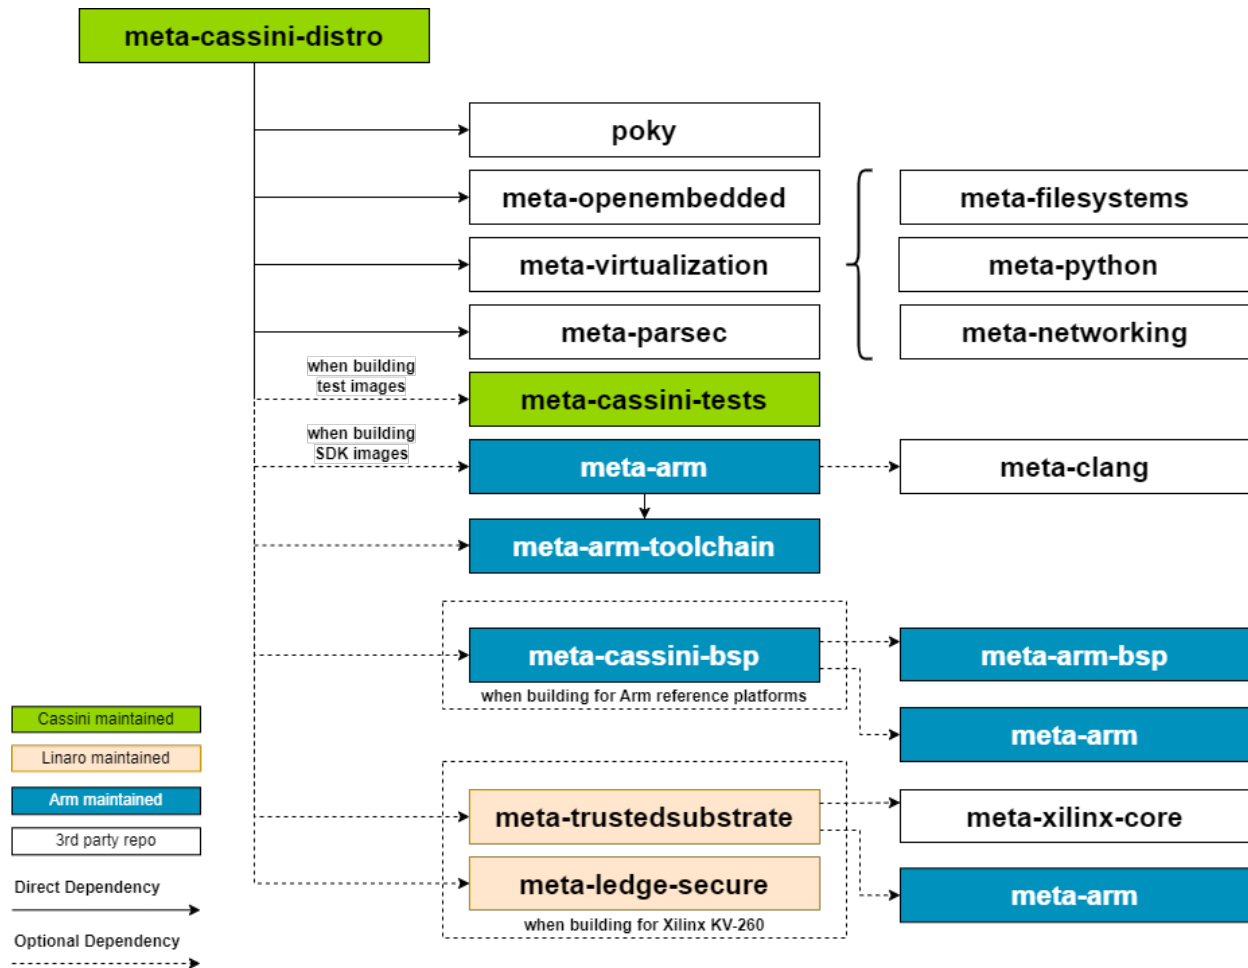 meta-cassini-distro
poky
meta-openembedded
meta-filesystems
meta-virtualization
meta-python
meta-parsec
meta-networking
when building
test images
meta-cassini-tests
when building
SDK images
meta-arm
meta-clang
meta-arm-toolchain
meta-cassini-bsp
meta-arm-bsp
when building for Arm reference platforms
meta-arm
meta-trustedsubstrate
meta-xilinx-core
meta-ledge-secure
meta-arm
when building for Xilinx KV-260
Cassini maintained
Linaro maintained
Arm maintained
3rd party repo
Direct Dependency
Optional Dependency